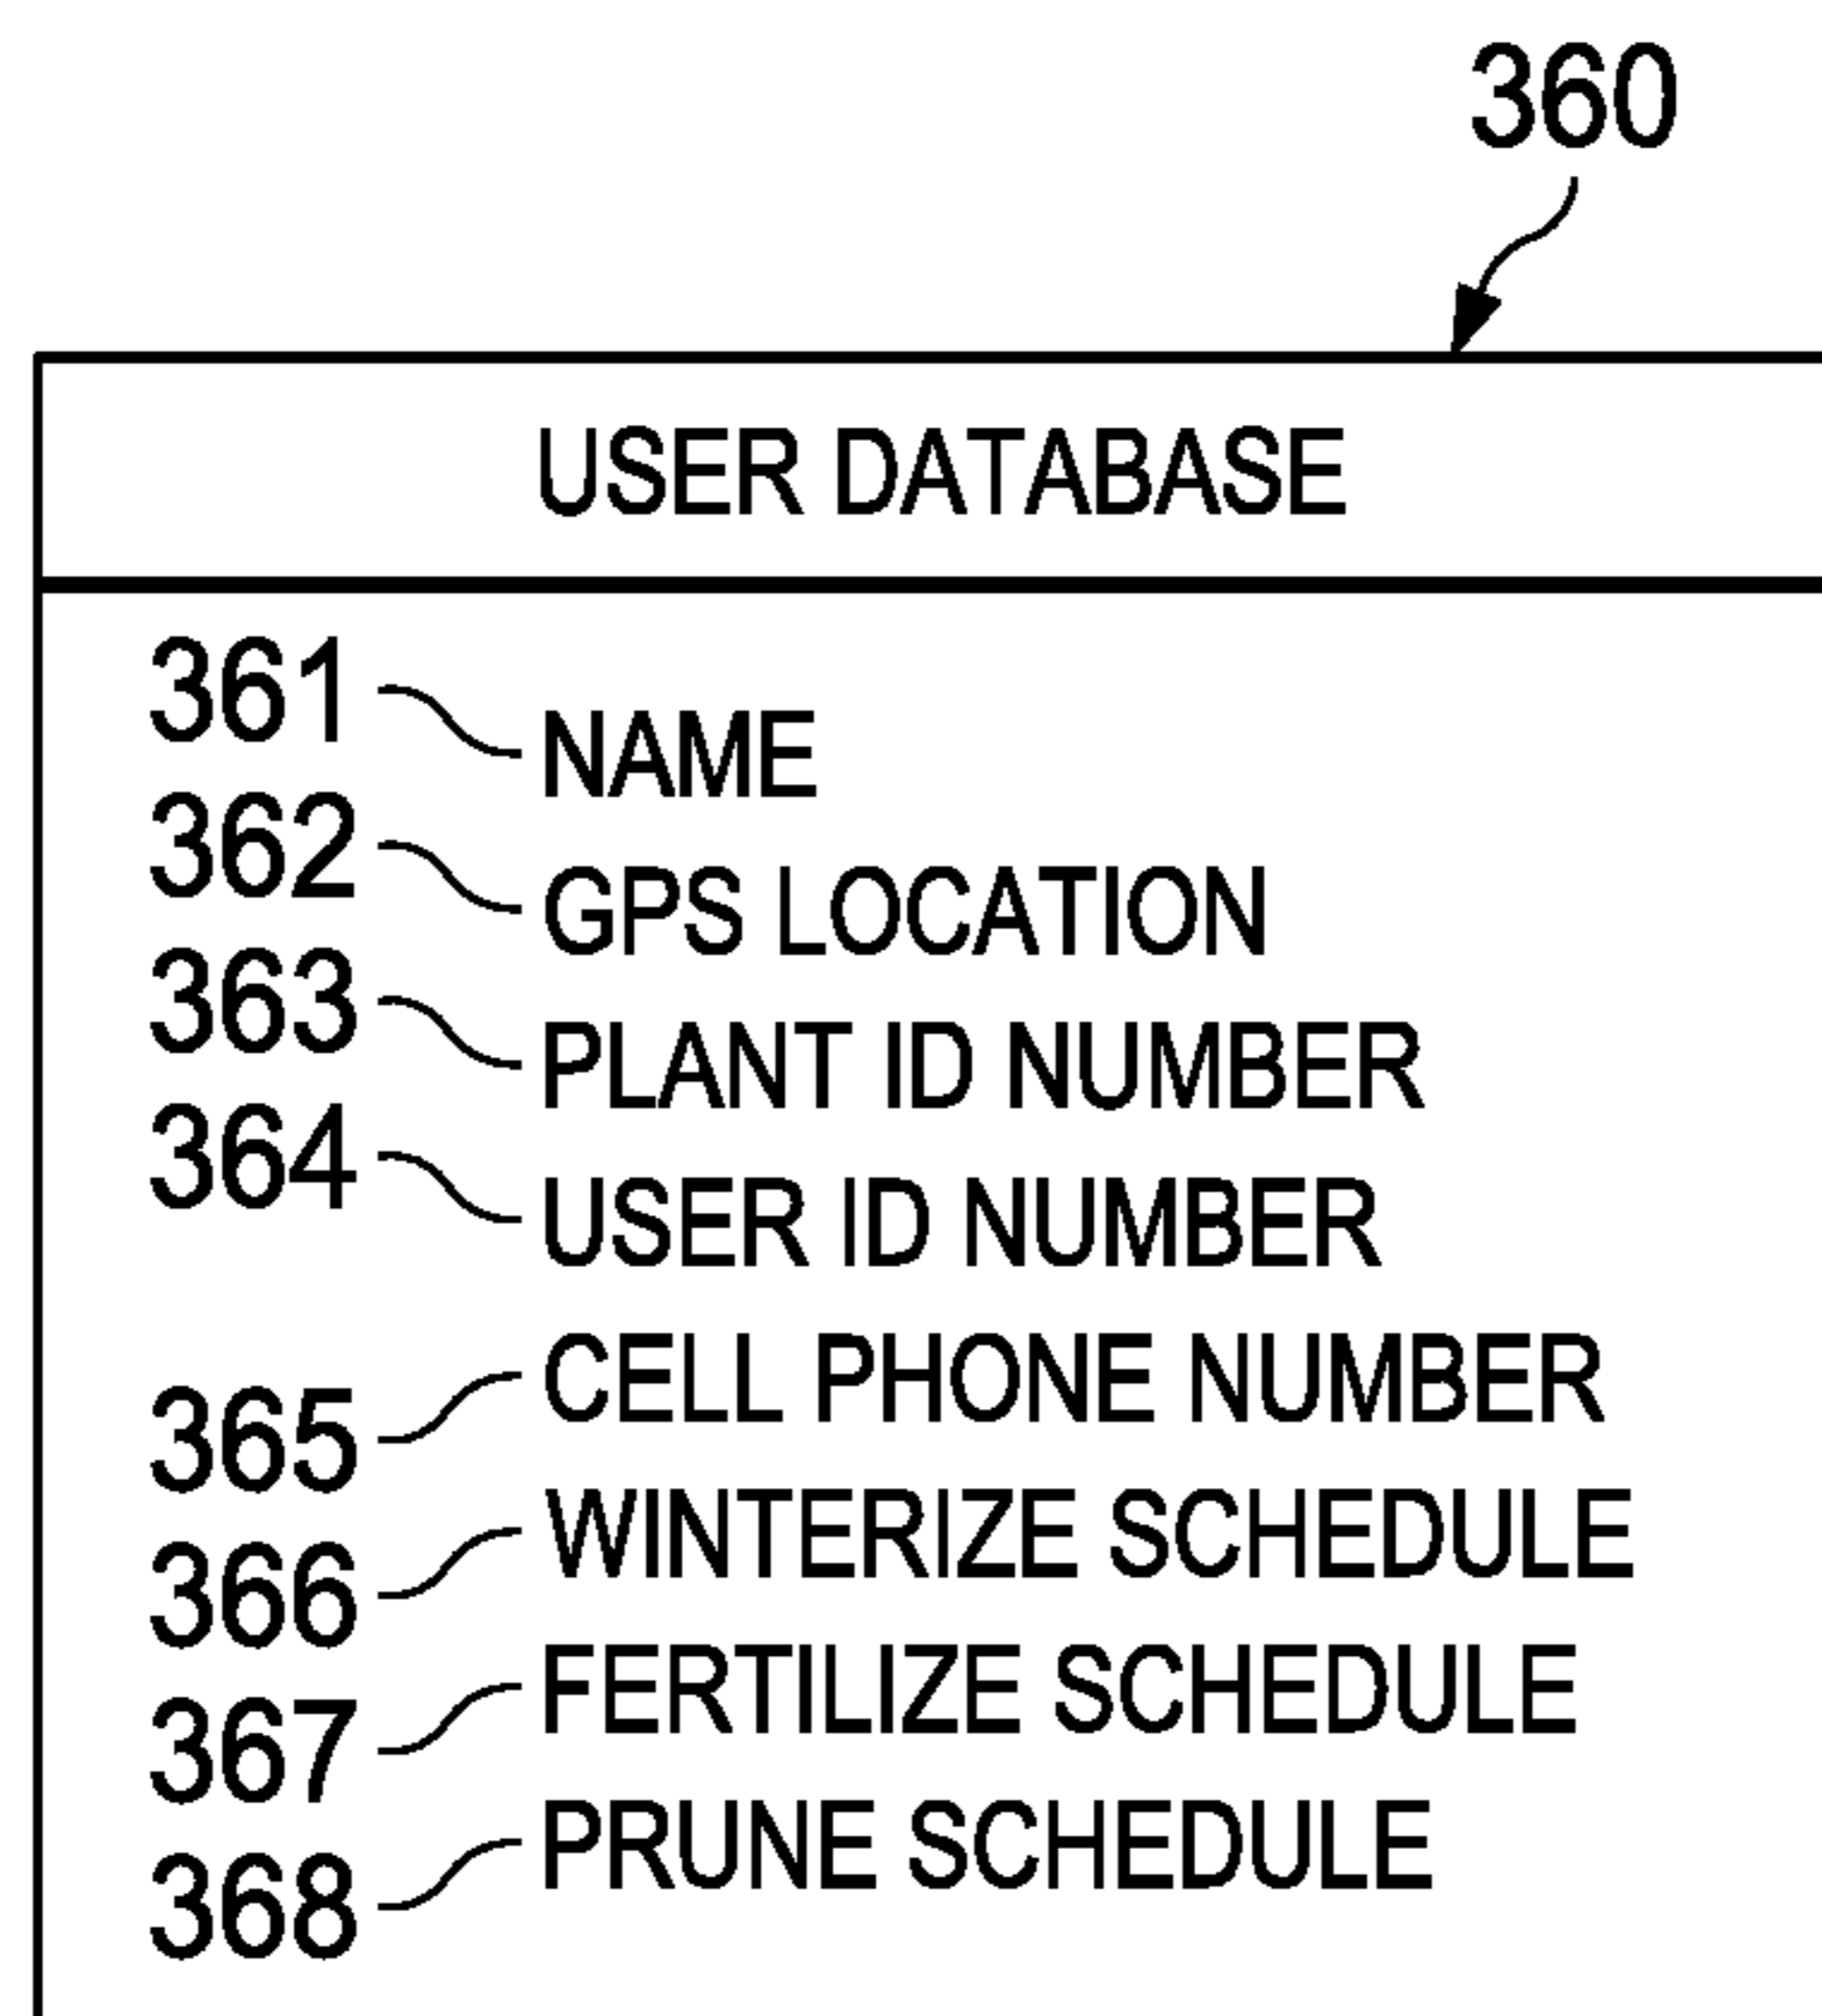 360
USER DATABASE
361 NAME
362 GPS LOCATION
363 PLANT ID NUMBER
364 USER ID NUMBER
365 CELL PHONE NUMBER
366 WINTERIZE SCHEDULE
367 FERTILIZE SCHEDULE
368 PRUNE SCHEDULE